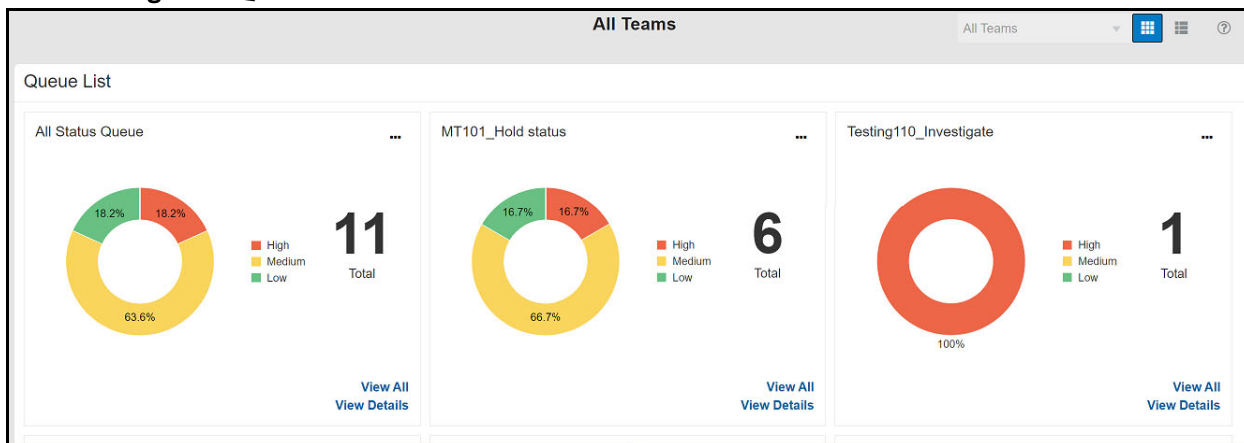 All Teams
All Teams
Queue List
All Status Queue
...
18.2%
18.2%
63.6%
High
Medium
Low
11
Total
View All
View Details
MT101_Hold status
...
16.7%
16.7%
66.7%
High
Medium
Low
6
Total
View All
View Details
Testing110_Investigate
...
100%
High
Medium
Low
1
Total
View All
View Details